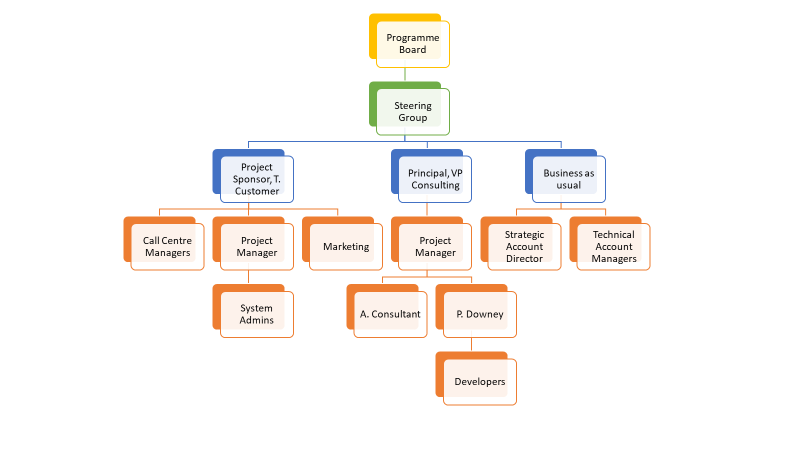 Programme
Board
Steering
Group
Project
Sponsor, T.
Customer
Principal, VP
Consulting
Business as
usual
Call Centre
Managers
Project
Manager
Marketing
Project
Manager
Strategic
Account
Director
Technical
Account
Managers
System
Admins
A. Consultant
P. Downey
Developers